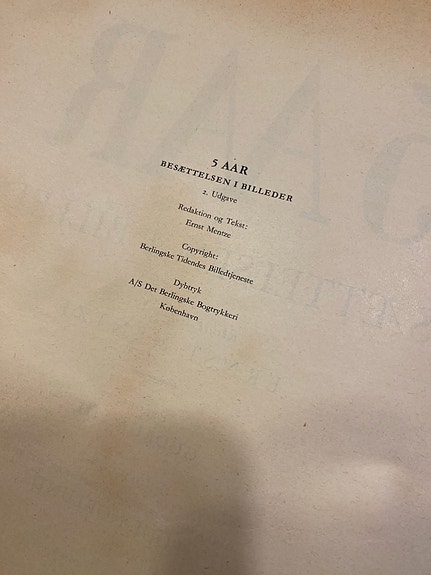 5 AAR
BESÆTTELSEN I BILLEDER
2. Udgave
Redaktion og Tekst:
Ernst Mentze
Copyright:
Berlingske Tidendes Billedtjeneste
Dybtryk
A/S Det Berlingske Bogtrykkeri
København